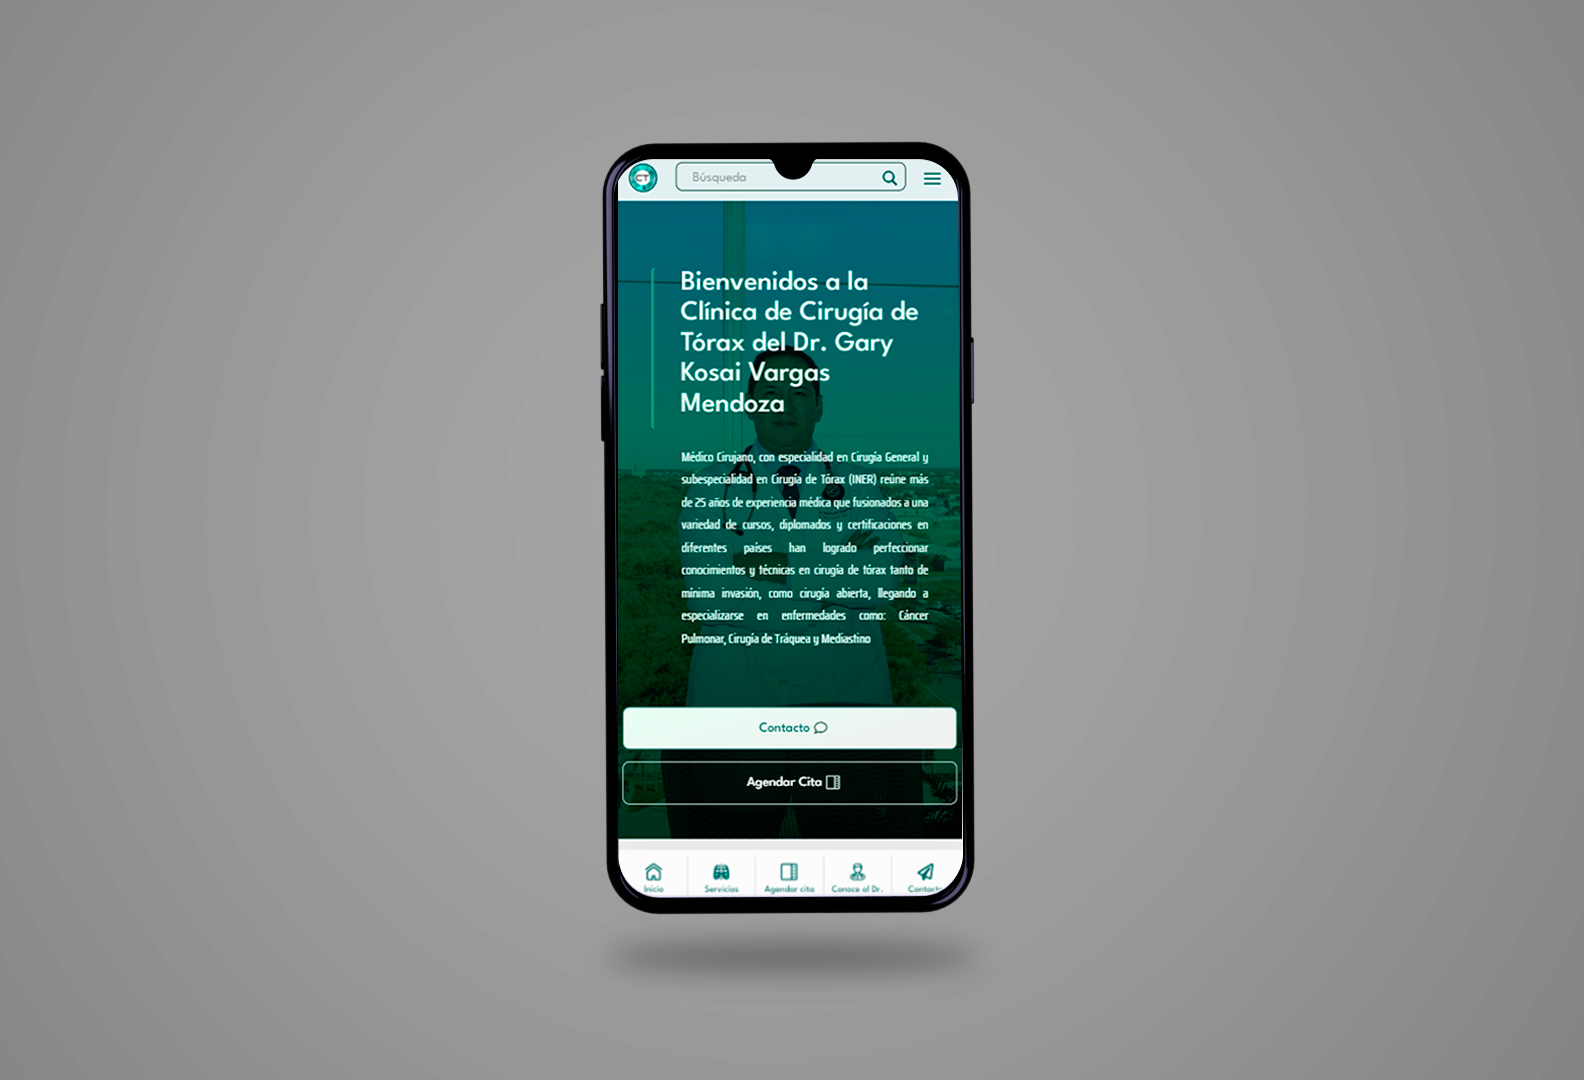 CT
Búsqueda
Bienvenidos a la
Clínica de Cirugía de
Tórax del Dr. Gary
Kosai Vargas
Mendoza
Médico Cirujano, con especialidad en Cirugía General y
subespecialidad en Cirugía de Tórax (INER) reúne más
de 25 años de experiencia médica que fusionados a una
variedad de cursos, diplomados y certificaciones en
diferentes países han logrado perfeccionar
conocimientos y técnicas en cirugía de tórax tanto de
mínima invasión, como cirugía abierta, llegando a
especializarse en enfermedades como: Cáncer
Pulmonar, Cirugía de Tráquea y Mediastino
Contacto
Agendar Cita
Inicio Servicios Agendar cita Conoce al Dr. Contacto